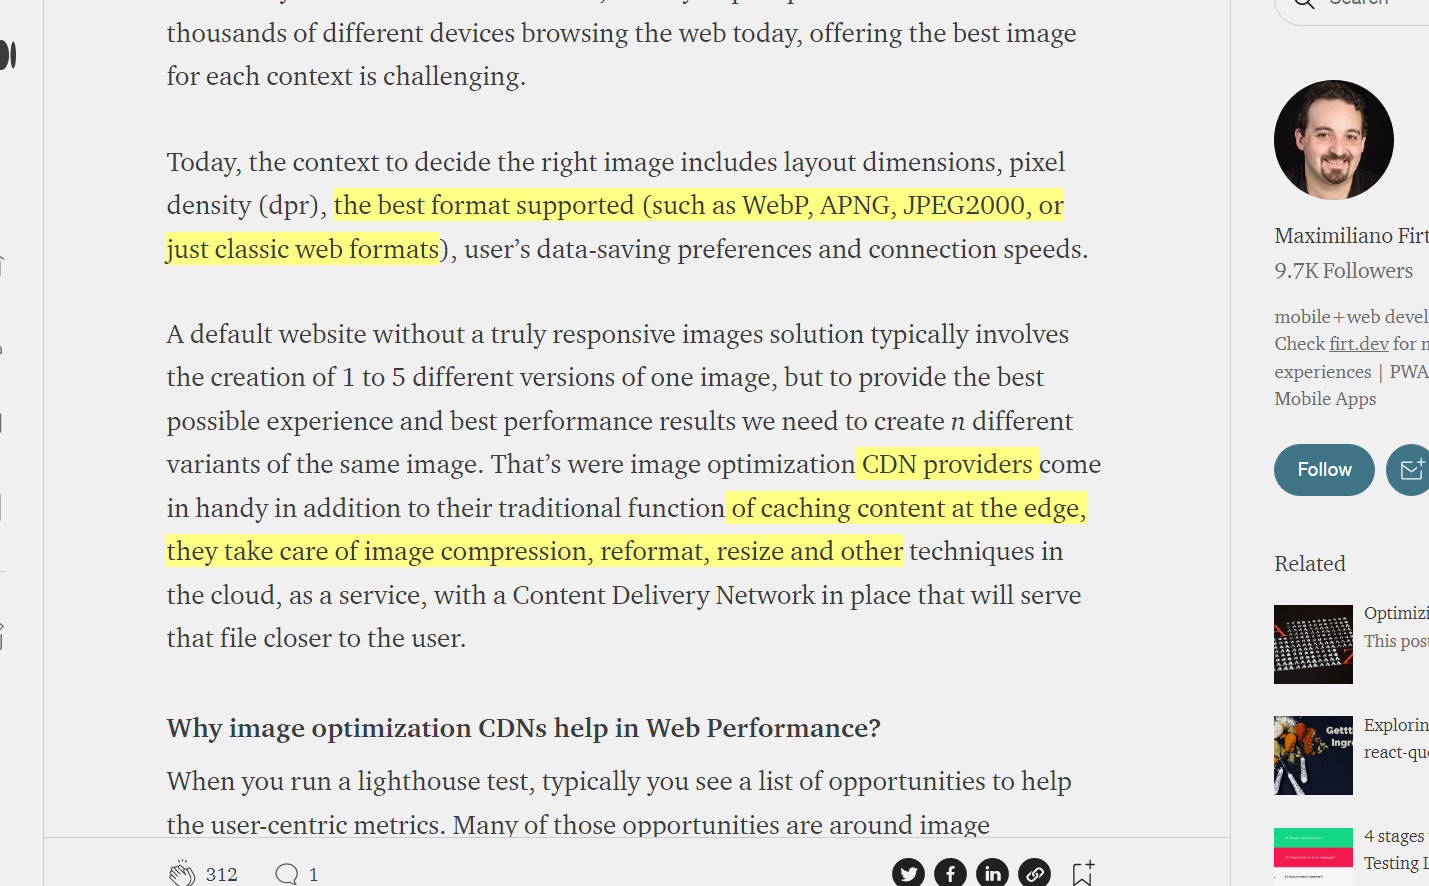 thousands of different devices browsing the web today, offering the best image
for each context is challenging.
Today, the context to decide the right image includes layout dimensions, pixel
density (dpr), the best format supported (such as WebP, APNG, JPEG2000, or
just classic web formats), user’s data-saving preferences and connection speeds.
A default website without a truly responsive images solution typically involves
the creation of 1 to 5 different versions of one image, but to provide the best
possible experience and best performance results we need to create n different
variants of the same image. That’s were image optimization CDN providers come
in handy in addition to their traditional function of caching content at the edge,
they take care of image compression, reformat, resize and other techniques in
the cloud, as a service, with a Content Delivery Network in place that will serve
that file closer to the user.
Why image optimization CDNs help in Web Performance?
When you run a lighthouse test, typically you see a list of opportunities to help
the user-centric metrics. Many of those opportunities are around image
312
1
Search
Maximiliano Firt
9.7K Followers
mobile+web devel
Check firt.dev for
experiences | PWA
Mobile Apps
Follow
Related
Optimizi
This post
Explorin
react-qu
4 stages
Testing